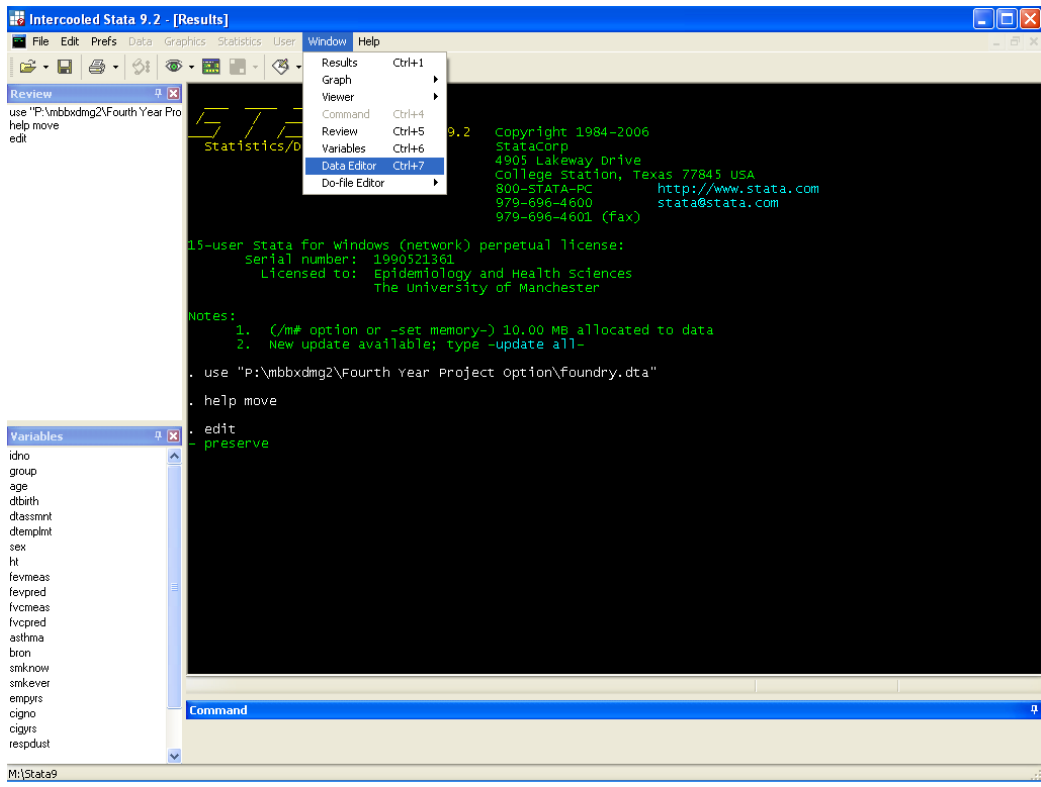 Intercooled Stata 9.2 - [Results]
File Edit Prefs Data Graphics Statistics User Window Help
Results Ctrl+1
Graph
Viewer
Command Ctrl+4
Review Ctrl+5
Variables Ctrl+6
Data Editor Ctrl+7
Do-file Editor
Review
use "P:\mbbxdmg2\Fourth Year Pro
help move
edit
Variables
idno
group
age
dtbirth
dtassmnt
dtemplmt
sex
ht
fevmeas
fevpred
fvcmeas
fvcpred
asthma
bron
smknow
smkever
empyrs
cigno
cigyrs
respdust
9.2 Copyright 1984-2006
Statistics/D StataCorp
4905 Lakeway Drive
College Station, Texas 77845 USA
800-STATA-PC http://www.stata.com
979-696-4600 stata@stata.com
979-696-4601 (fax)
15-user Stata for Windows (network) perpetual license:
Serial number: 1990521361
Licensed to: Epidemiology and Health Sciences
The University of Manchester
Notes:
1. (/m# option or -set memory-) 10.00 MB allocated to data
2. New update available; type -update all-
. use "P:\mbbxdmg2\Fourth Year Project Option\foundry.dta"
. help move
. edit
- preserve
Command
M:\Stata9